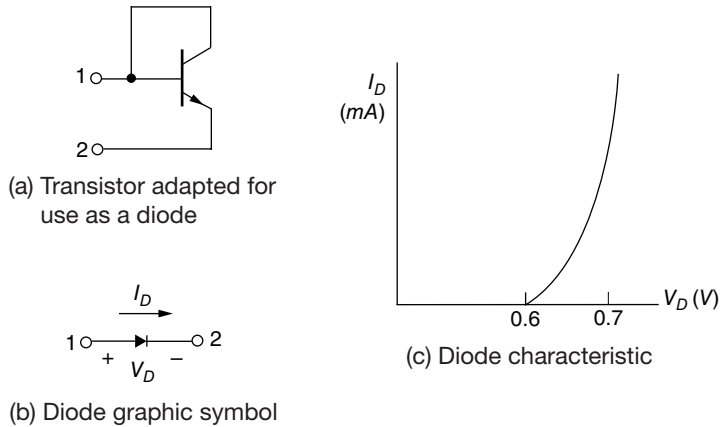 1
2
(a) Transistor adapted for
use as a diode
I_D
1
2
+ V_D −
(b) Diode graphic symbol
I_D
(mA)
0.6
0.7
V_D (V)
(c) Diode characteristic